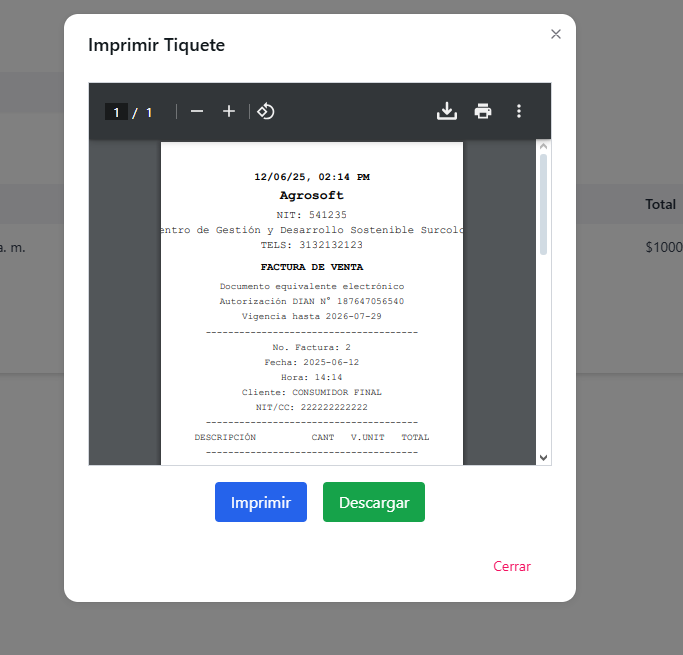 Imprimir Tiquete
1 / 1
12/06/25, 02:14 PM
Agrosoft
NIT: 541235
entro de Gestión y Desarrollo Sostenible Surcolo
TELS: 3132132123
FACTURA DE VENTA
Documento equivalente electrónico
Autorización DIAN N° 187647056540
Vigencia hasta 2026-07-29
No. Factura: 2
Fecha: 2025-06-12
Hora: 14:14
Cliente: CONSUMIDOR FINAL
NIT/CC: 222222222222
DESCRIPCIÓN CANT V.UNIT TOTAL
Imprimir Descargar
Cerrar
a. m.
Total
$1000